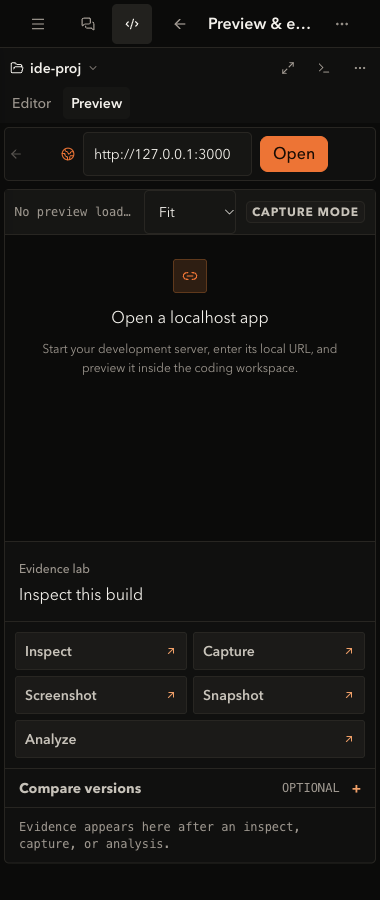 Preview & e...
ide-proj
Editor
Preview
http://127.0.0.1:3000
Open
No preview load…
Fit
CAPTURE MODE
Open a localhost app
Start your development server, enter its local URL, and
preview it inside the coding workspace.
Evidence lab
Inspect this build
Inspect
Capture
Screenshot
Snapshot
Analyze
Compare versions
OPTIONAL +
Evidence appears here after an inspect,
capture, or analysis.